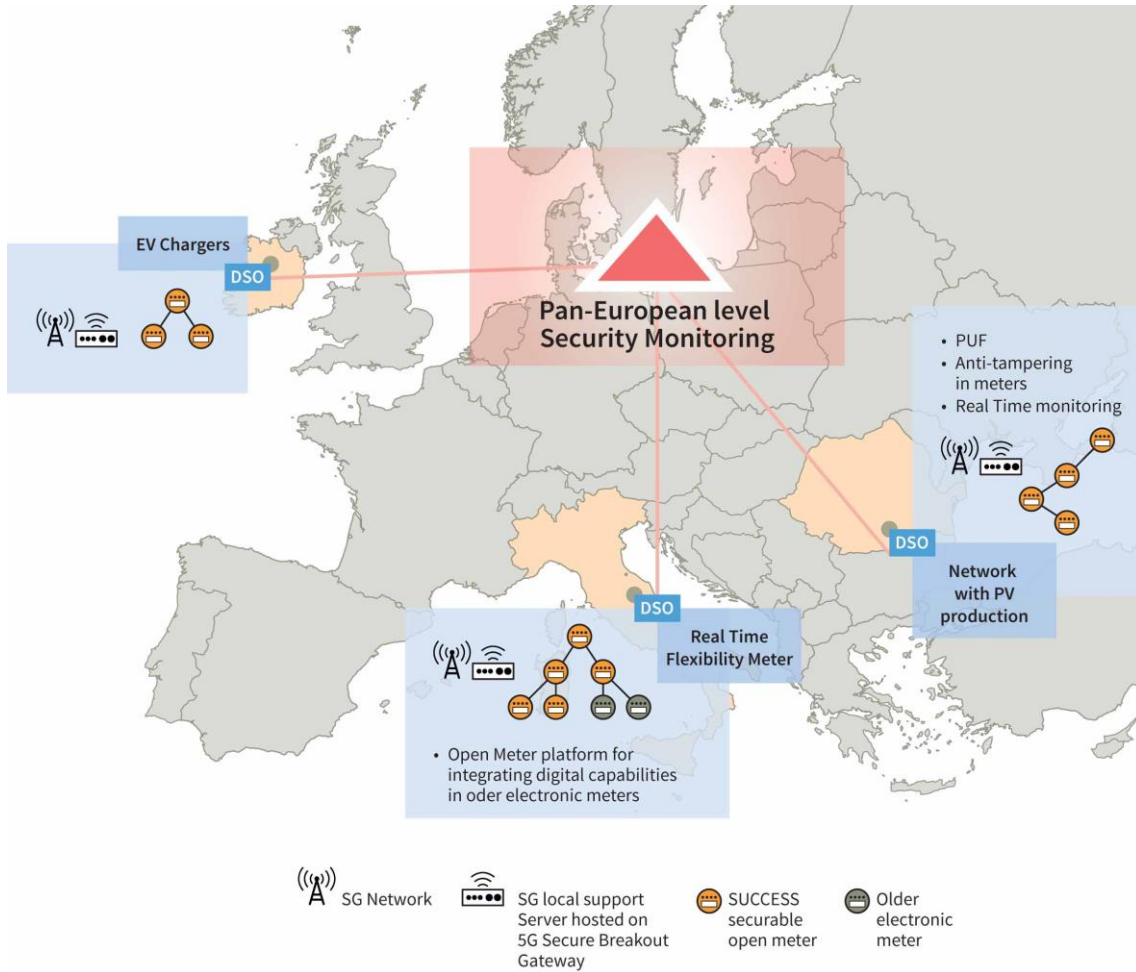 EV Chargers
DSO
Pan-European level
Security Monitoring
• PUF
• Anti-tampering
in meters
• Real Time monitoring
DSO
Network
with PV
production
DSO
Real Time
Flexibility Meter
• Open Meter platform for
integrating digital capabilities
in oder electronic meters
SG Network
SG local support
Server hosted on
5G Secure Breakout
Gateway
SUCCESS
securable
open meter
Older
electronic
meter